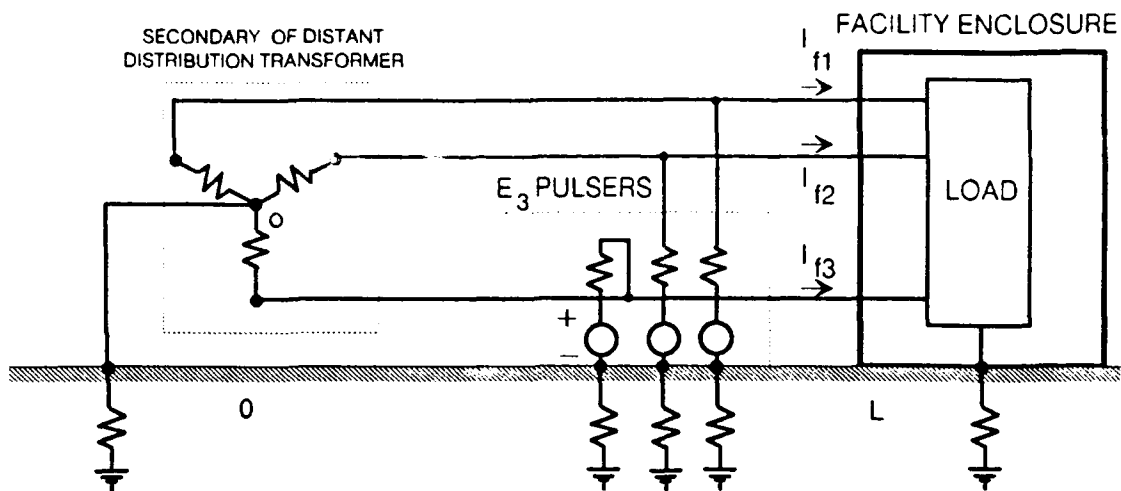 FACILITY ENCLOSURE
SECONDARY OF DISTANT
DISTRIBUTION TRANSFORMER
I f1
I f2
E3 PULSERS
LOAD
O
I f3
+
−
0
L